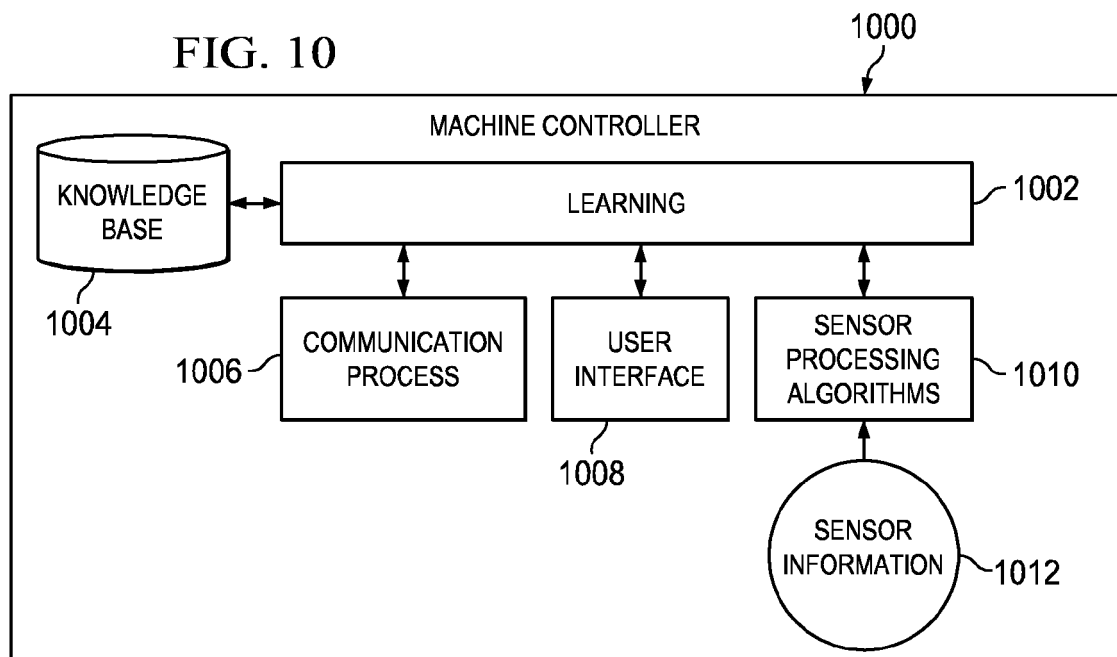 FIG. 10
1000
MACHINE CONTROLLER
KNOWLEDGE
BASE
LEARNING
1002
1004
COMMUNICATION
PROCESS
1006
USER
INTERFACE
1008
SENSOR
PROCESSING
ALGORITHMS
1010
SENSOR
INFORMATION
1012